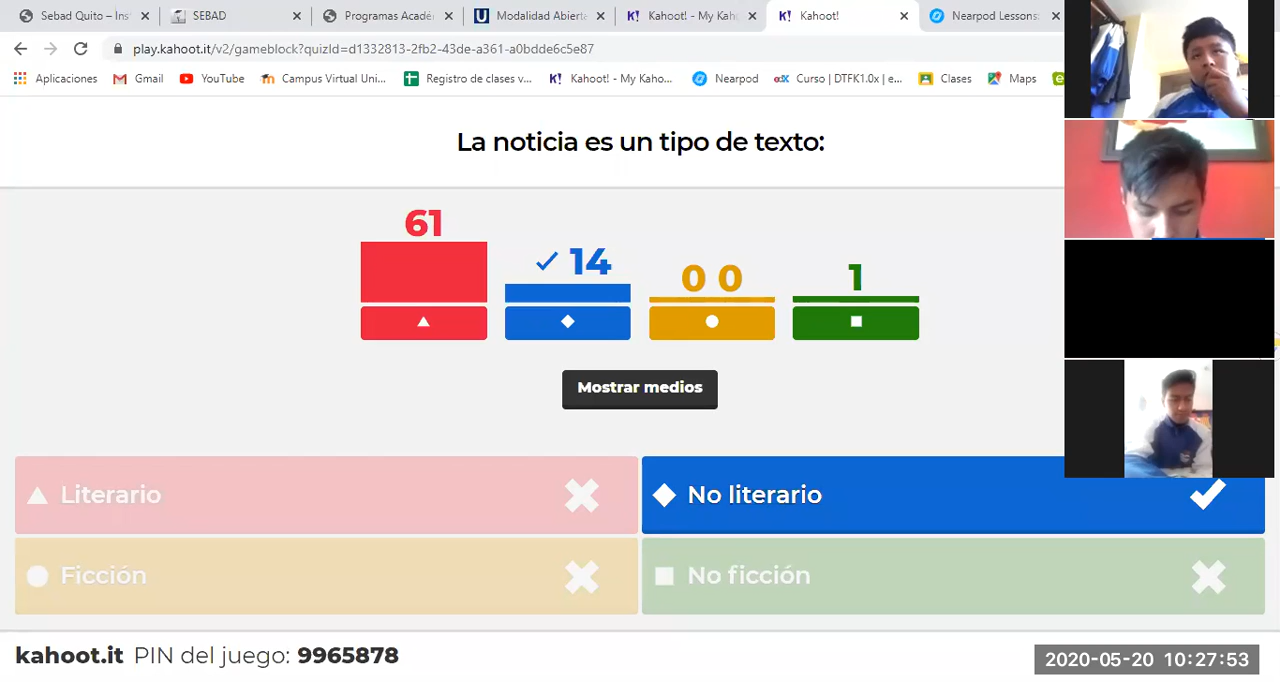 Sebad Quito – Ins
SEBAD
Programas Acadé
Modalidad Abierta
Kahoot! - My Kaho
Kahoot!
Nearpod Lessons:
play.kahoot.it/v2/gameblock?quizId=d1332813-2fb2-43de-a361-a0bdde6c5e87
Aplicaciones Gmail YouTube Campus Virtual Uni... Registro de clases v... Kahoot! - My Kaho... Nearpod edX Curso | DTFK1.0x | e... Clases Maps
La noticia es un tipo de texto:
61
14
0 0
1
Mostrar medios
Literario
No literario
Ficción
No ficción
kahoot.it PIN del juego: 9965878
2020-05-20 10:27:53